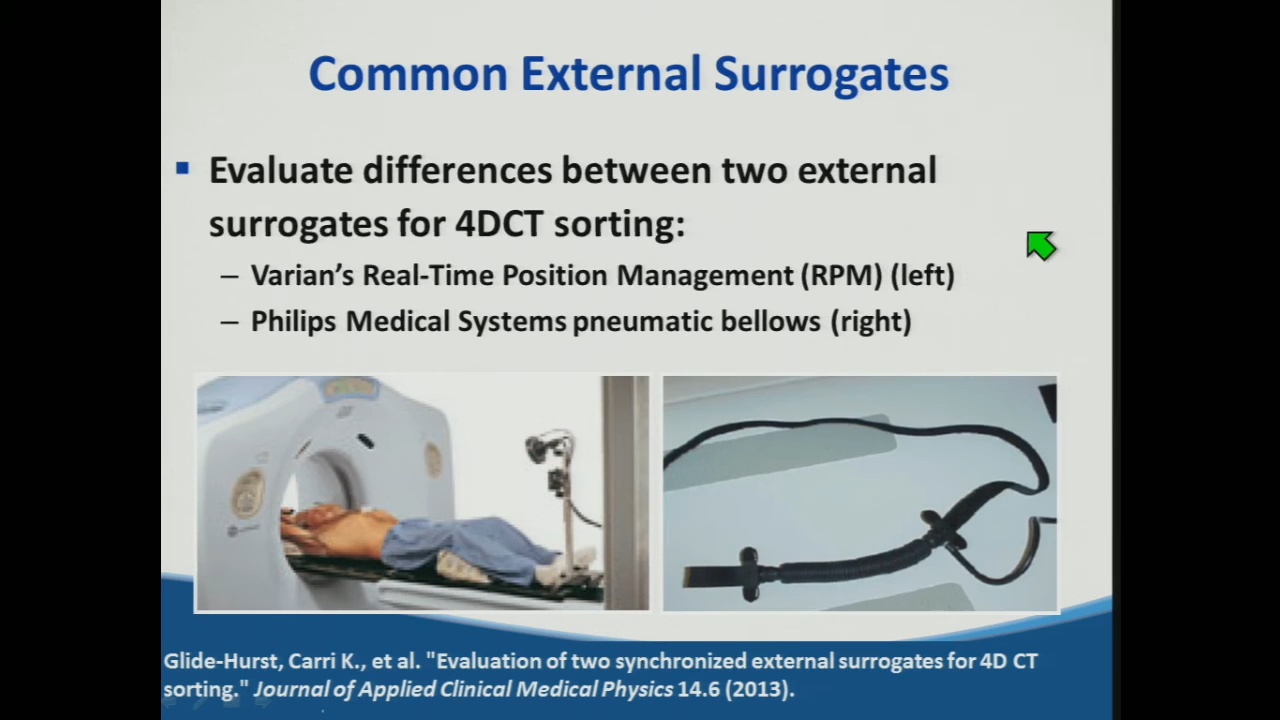 Common External Surrogates
▪ Evaluate differences between two external
surrogates for 4DCT sorting:
– Varian's Real-Time Position Management (RPM) (left)
– Philips Medical Systems pneumatic bellows (right)
Glide-Hurst, Carri K., et al. "Evaluation of two synchronized external surrogates for 4D CT
sorting." Journal of Applied Clinical Medical Physics 14.6 (2013).